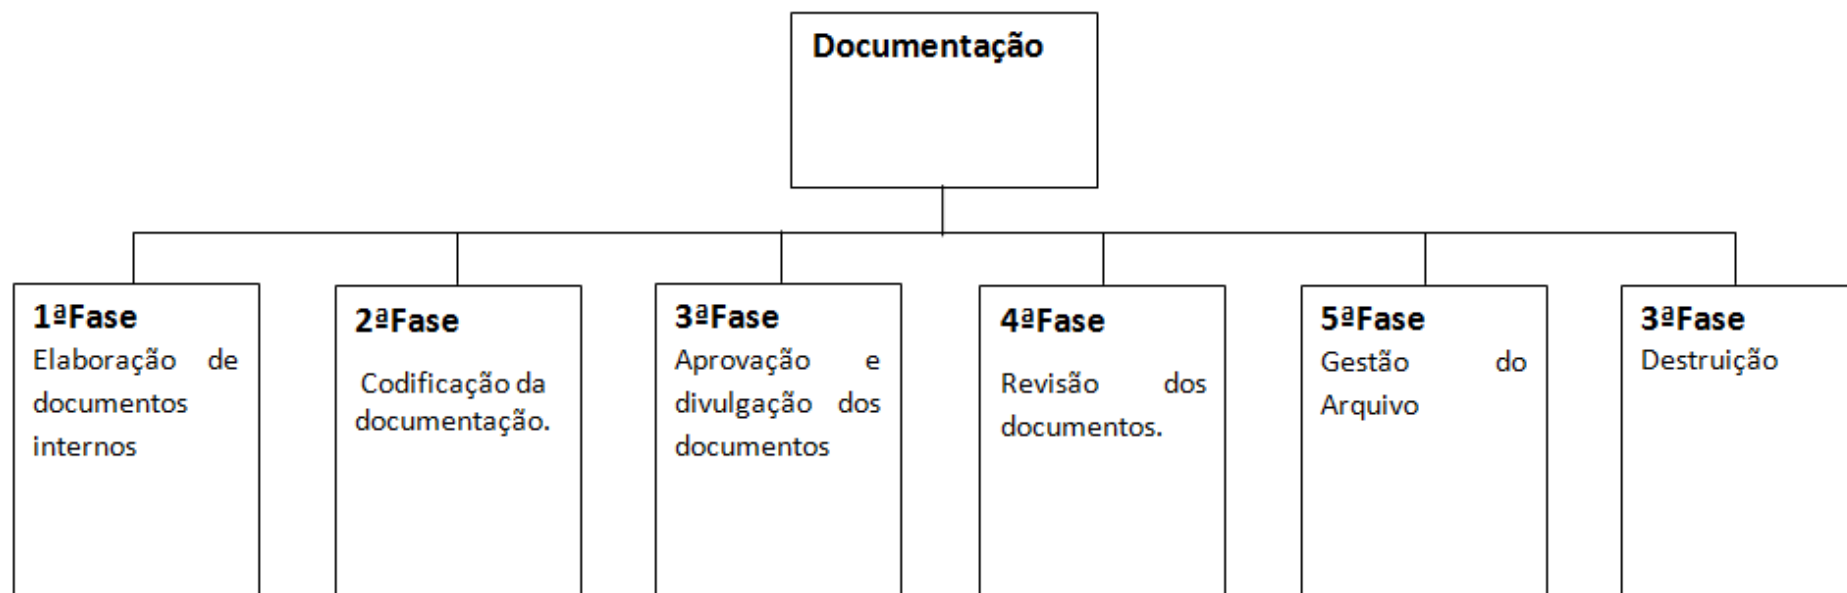 Documentação
1ªFase
Elaboração de
documentos
internos
2ªFase
Codificação da
documentação.
3ªFase
Aprovação e
divulgação dos
documentos
4ªFase
Revisão dos
documentos.
5ªFase
Gestão do
Arquivo
3ªFase
Destruição